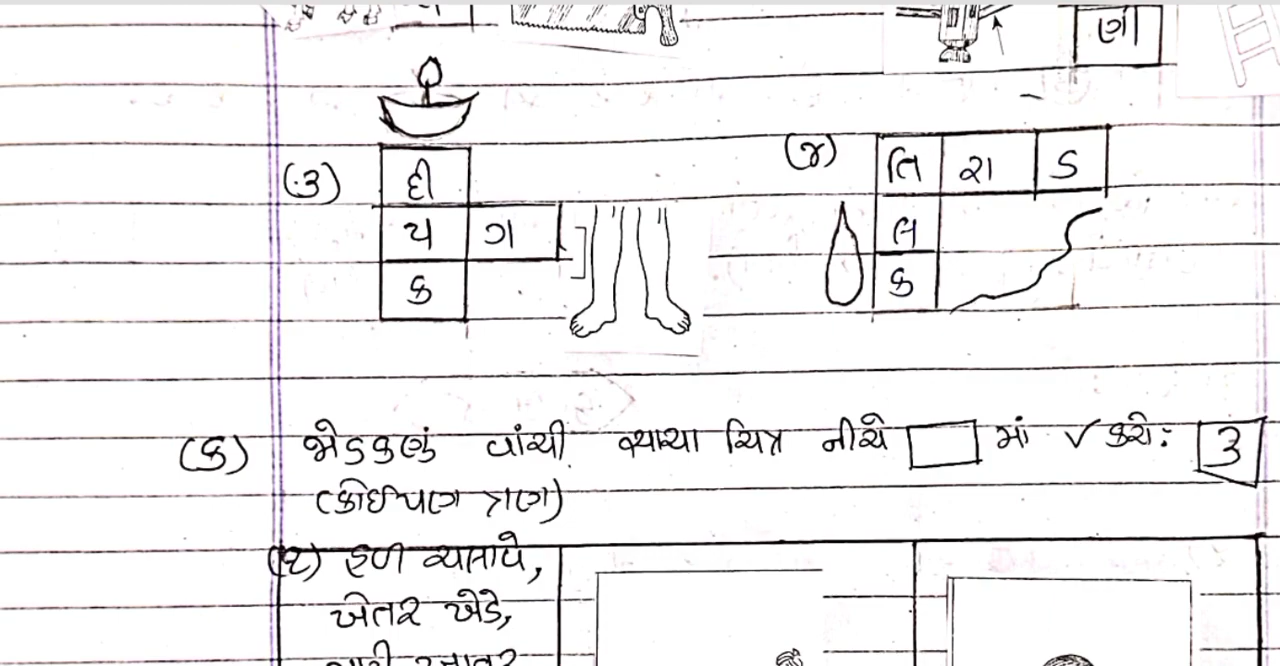 ણી
(૩) દી
પ ગ
ક
(૪) તિ રા ડ
લ
ક
(ક) જોડકણું વાંચી સાચા ચિત્ર નીચે માં ✓ કરો: 3
(કોઈપણ ત્રણ)
(૧) હળ ચલાવે,
ખેતર ખેડે,